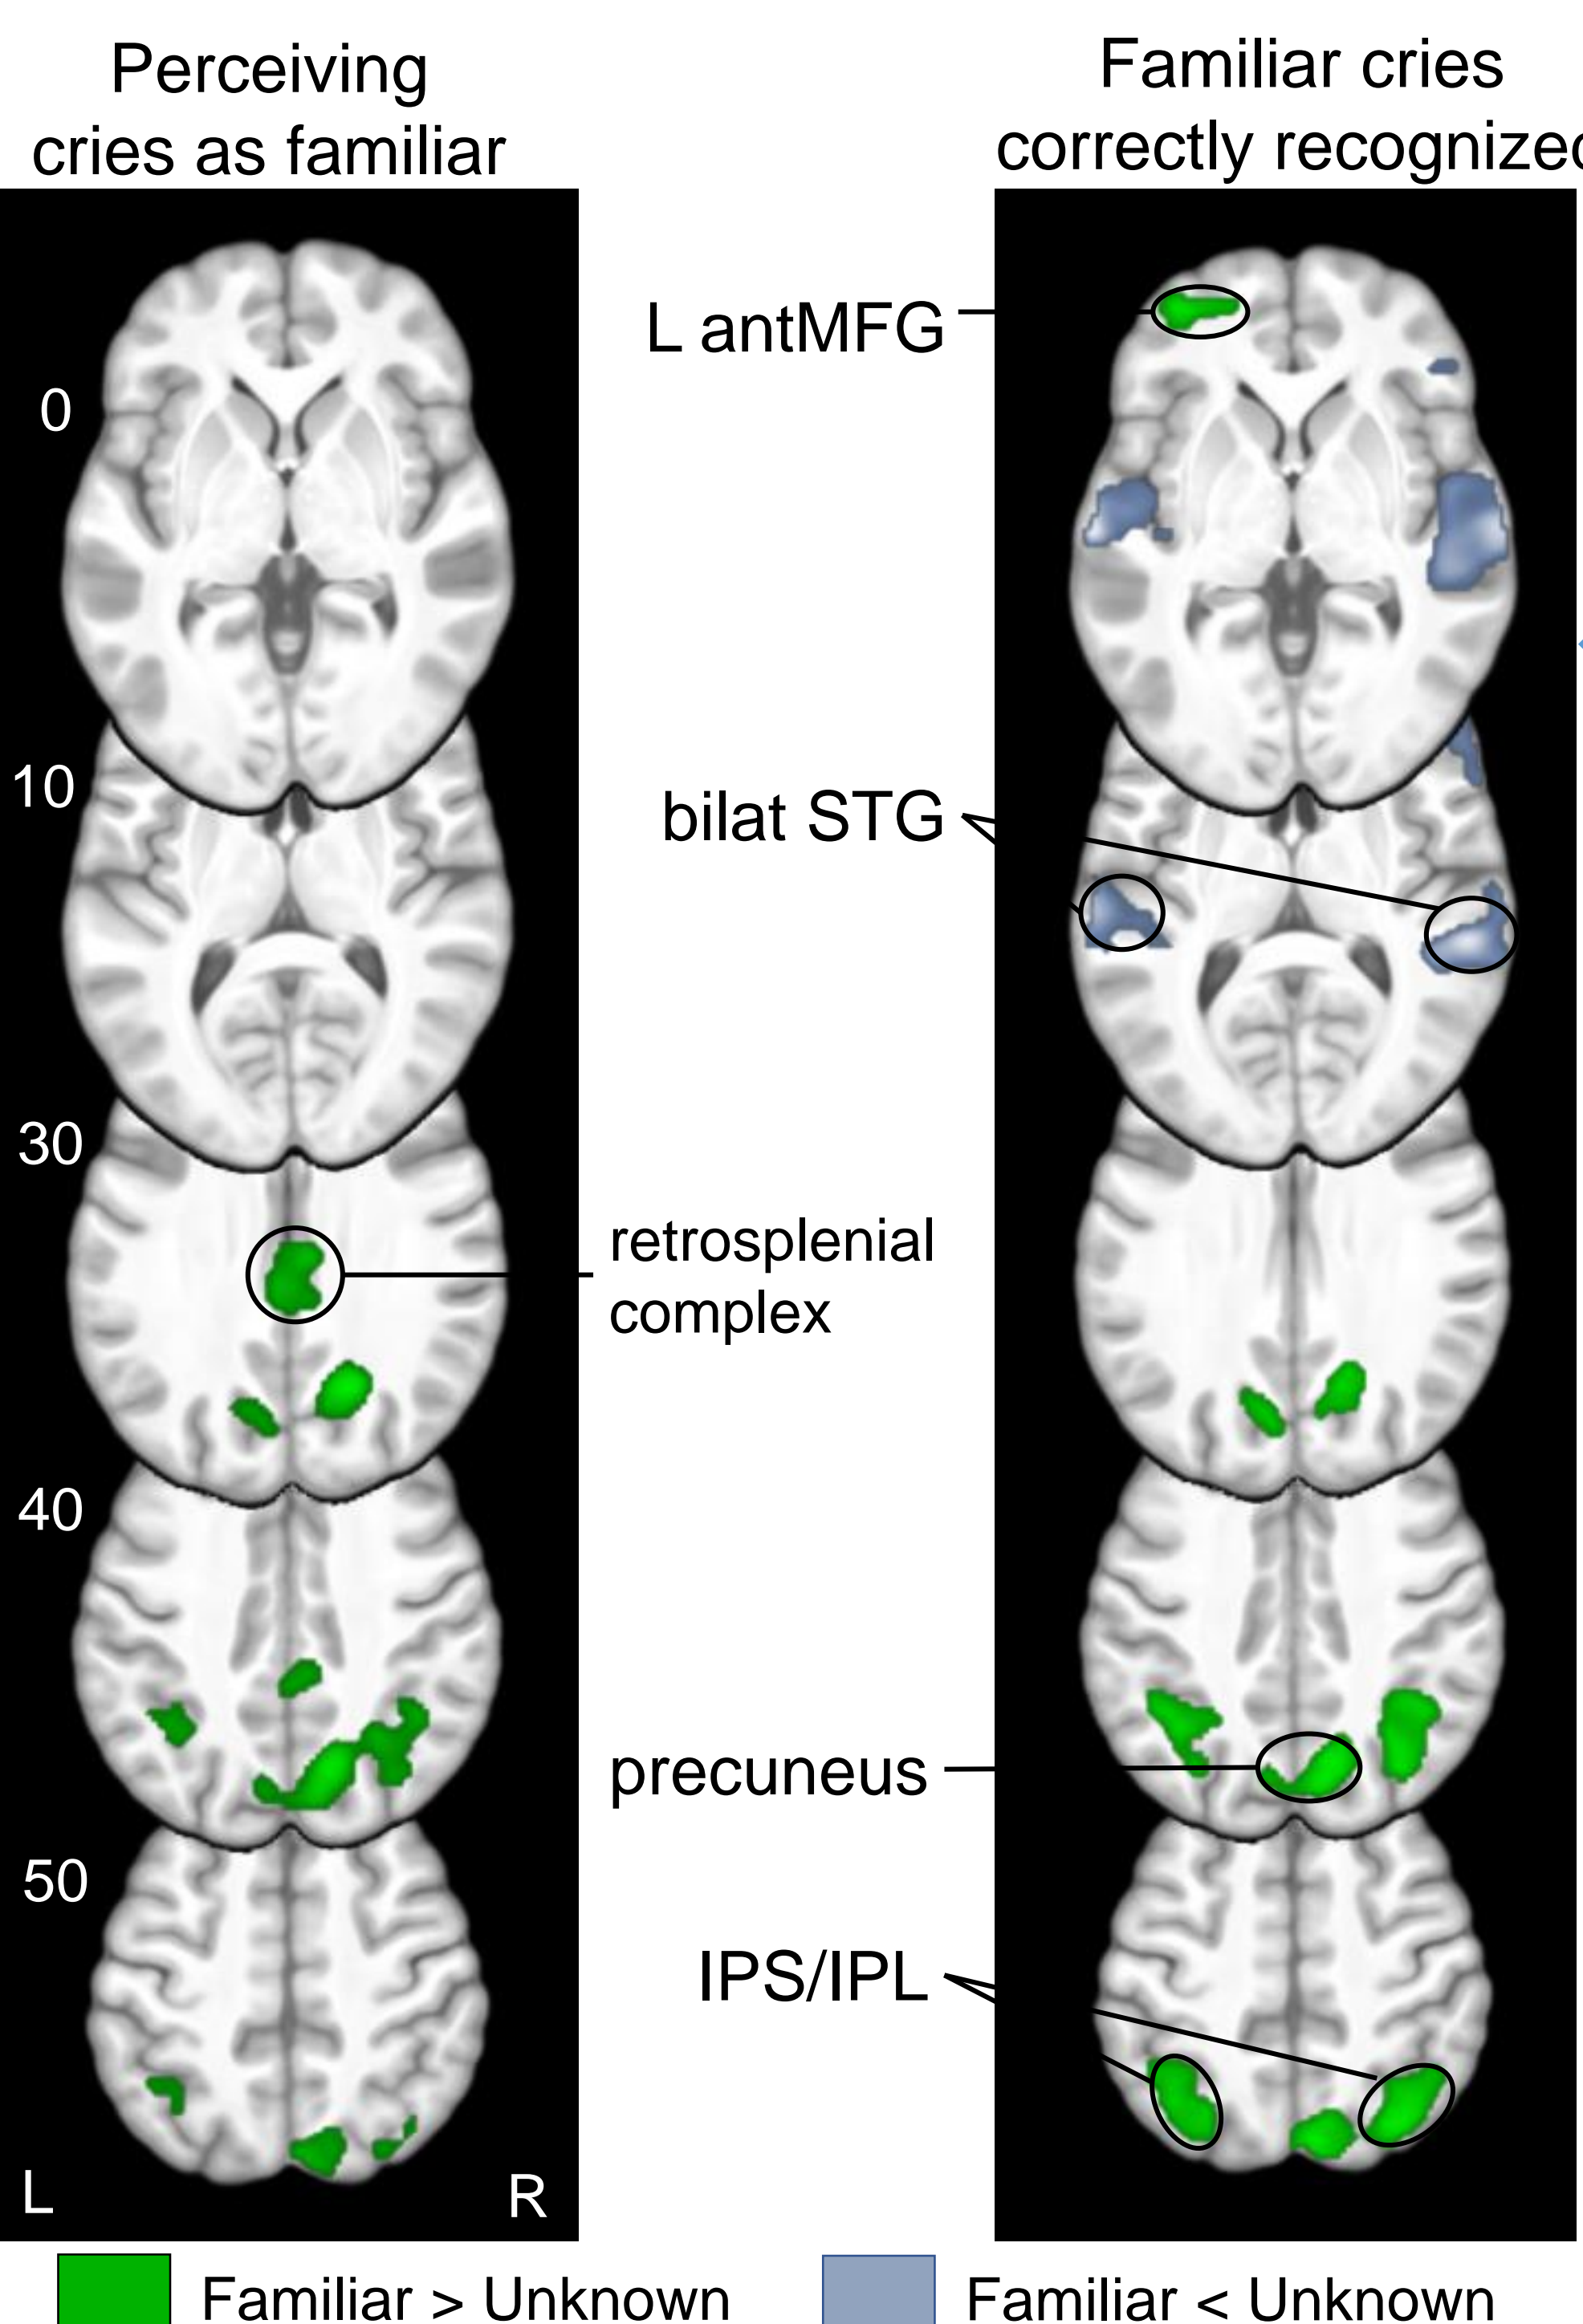 Perceiving
cries as familiar
Familiar cries
correctly recognized
L antMFG
0
10
bilat STG
30
retrosplenial
complex
40
precuneus
50
IPS/IPL
L
R
Familiar > Unknown
Familiar < Unknown